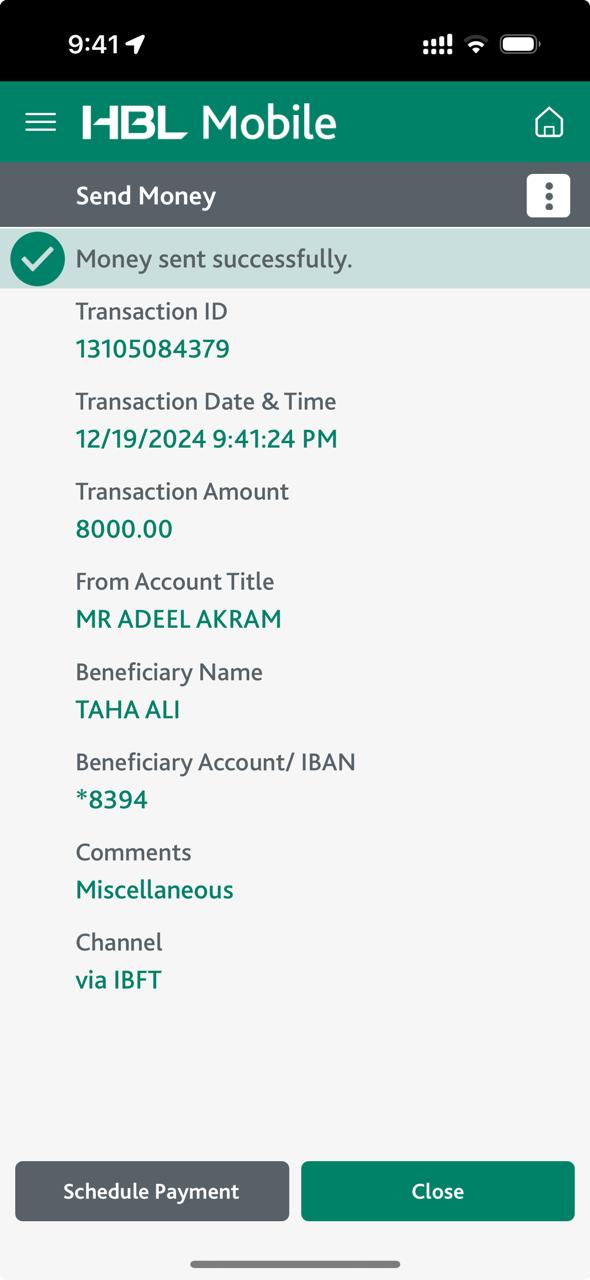 9:41
HBL Mobile
Send Money
Money sent successfully.
Transaction ID
13105084379
Transaction Date & Time
12/19/2024 9:41:24 PM
Transaction Amount
8000.00
From Account Title
MR ADEEL AKRAM
Beneficiary Name
TAHA ALI
Beneficiary Account/ IBAN
*8394
Comments
Miscellaneous
Channel
via IBFT
Schedule Payment
Close